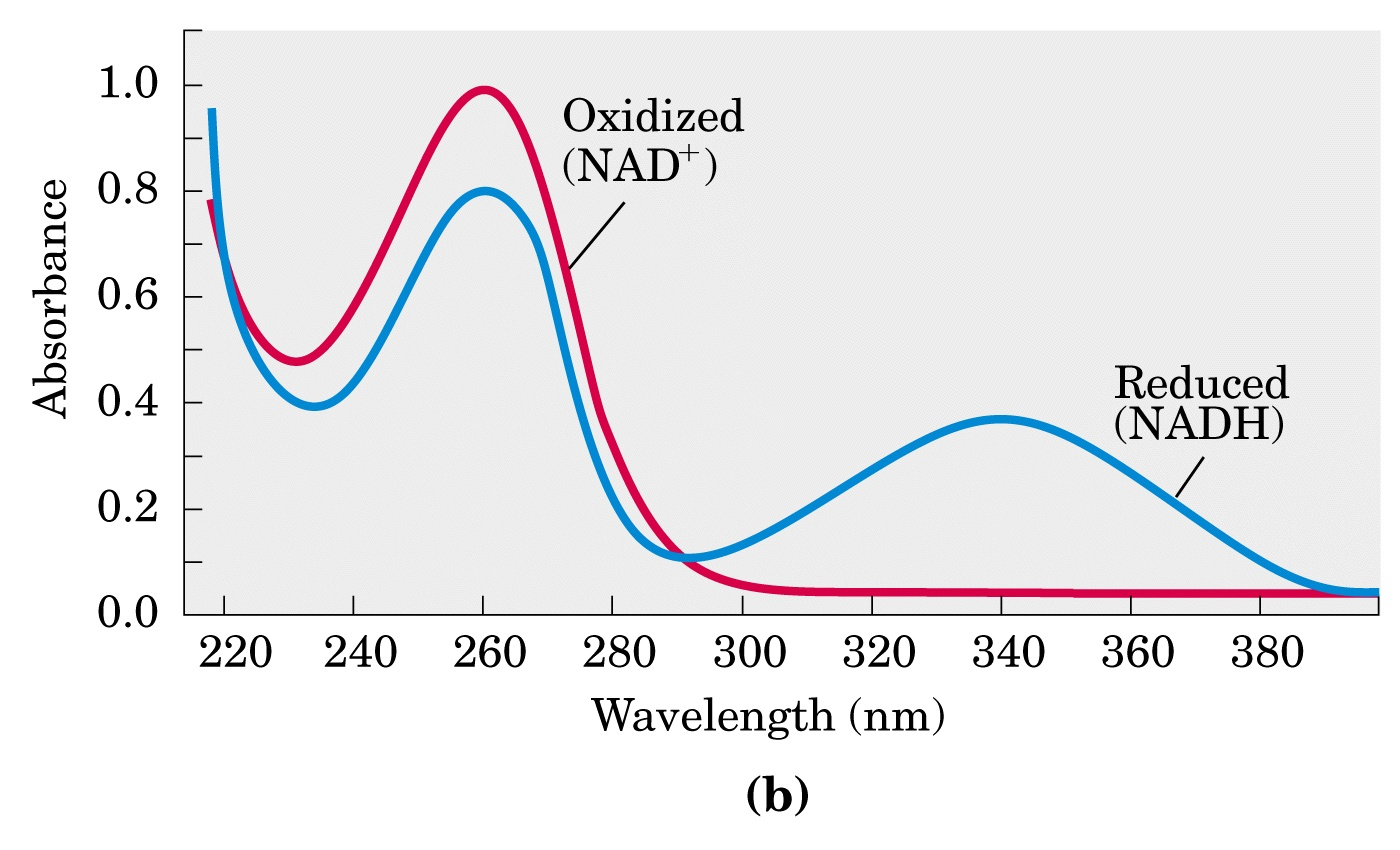 1.0
0.8
0.6
0.4
0.2
0.0
Absorbance
Oxidized
(NAD⁺)
Reduced
(NADH)
220 240 260 280 300 320 340 360 380
Wavelength (nm)
(b)